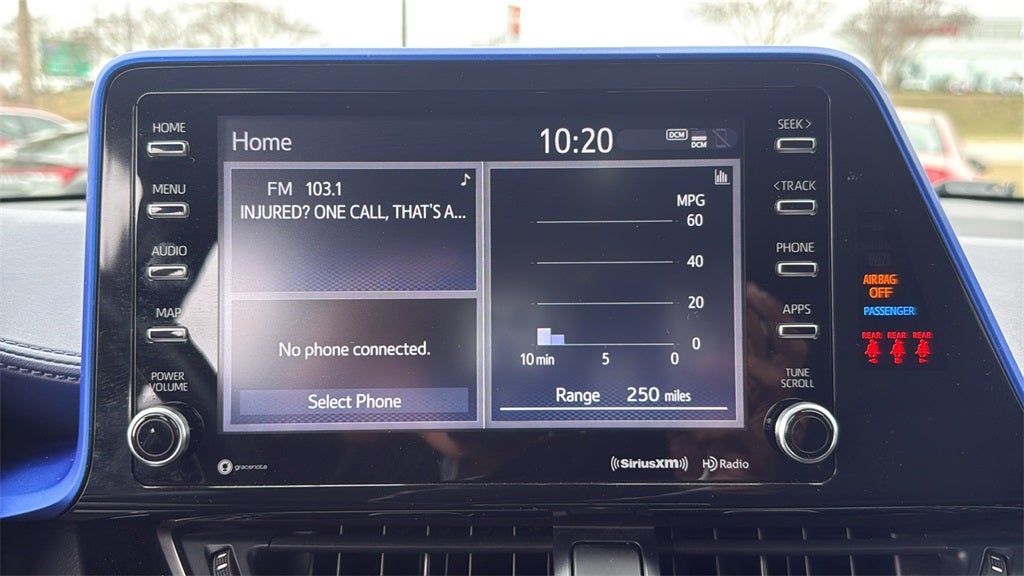 HOME
MENU
AUDIO
MAP
POWER
VOLUME
Home
10:20
DCM
DCM
FM 103.1
INJURED? ONE CALL, THAT'S A...
No phone connected.
Select Phone
MPG
60
40
20
0
10 min 5 0
Range 250 miles
gracenote
((SiriusXM))
HD Radio
SEEK >
< TRACK
PHONE
APPS
TUNE
SCROLL
AIRBAG
OFF
PASSENGER
REAR REAR REAR